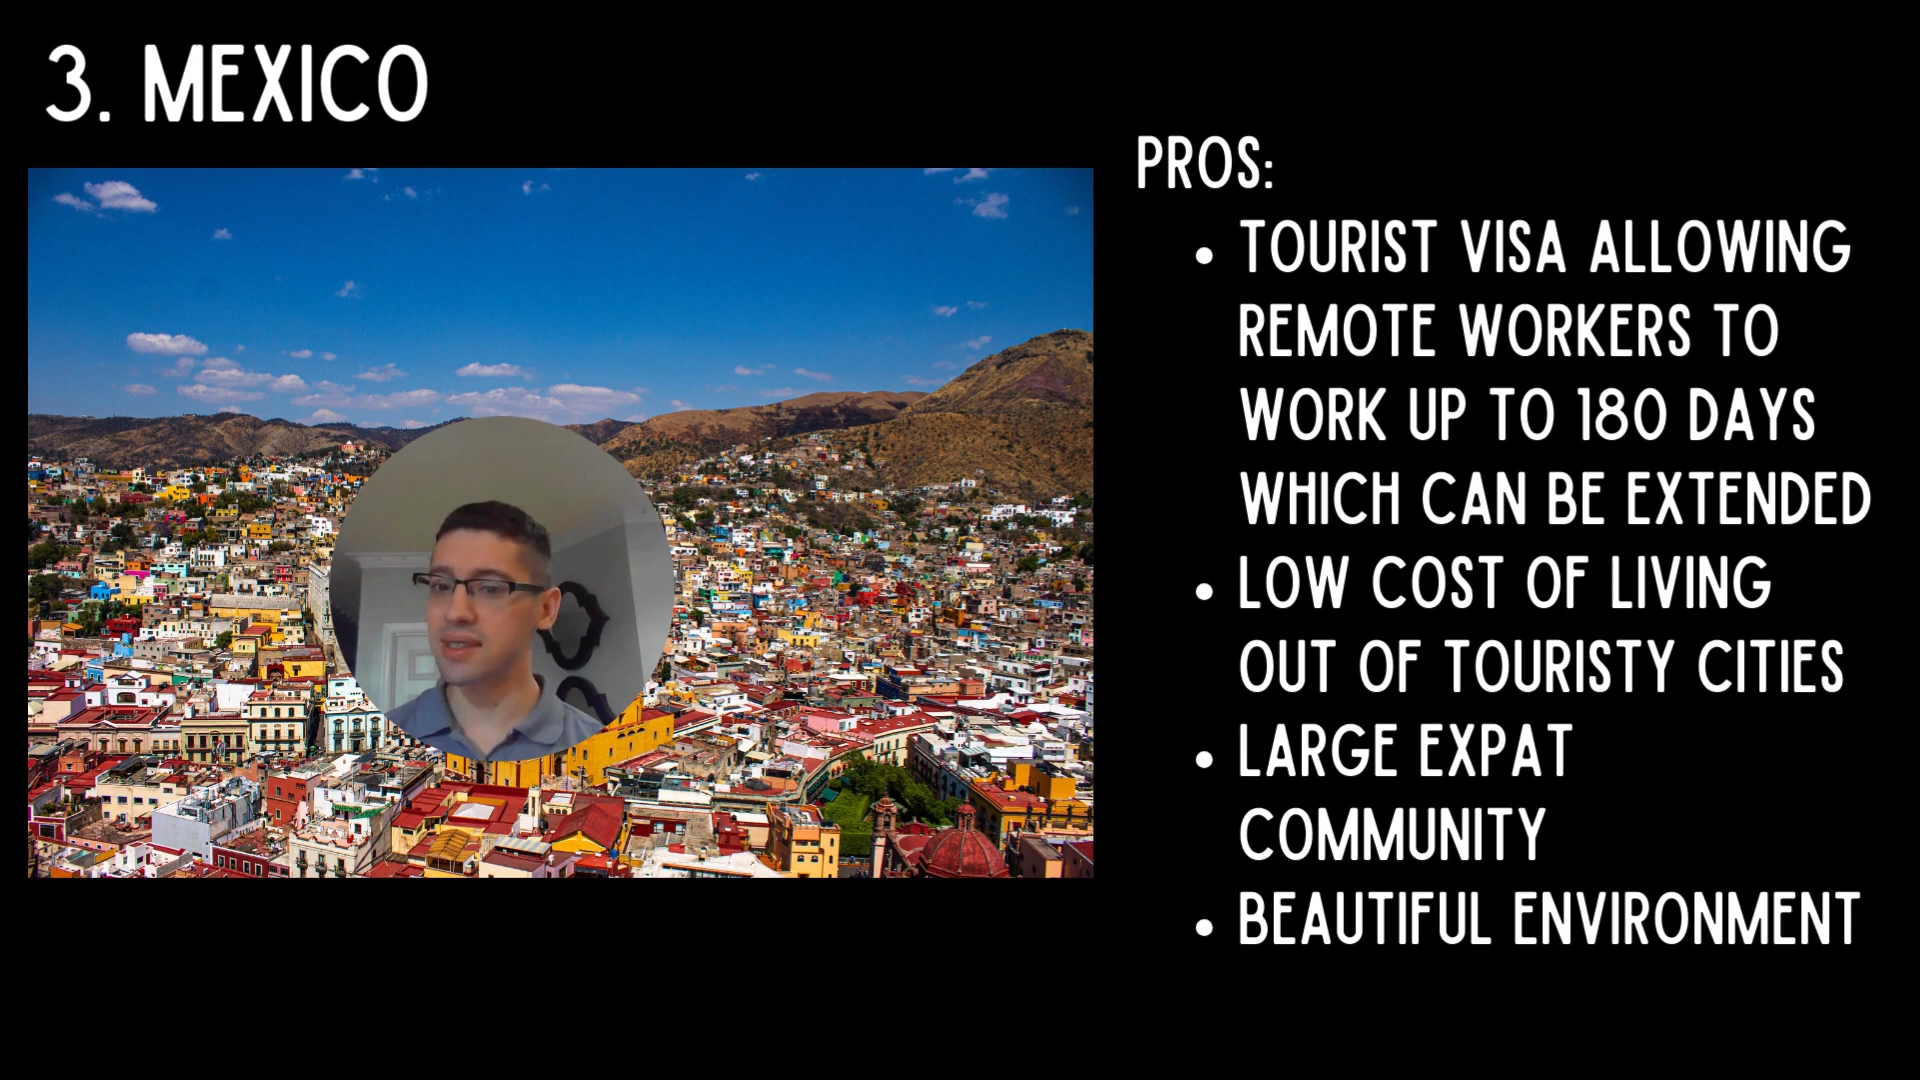 3. MEXICO
PROS:
• TOURIST VISA ALLOWING
REMOTE WORKERS TO
WORK UP TO 180 DAYS
WHICH CAN BE EXTENDED
• LOW COST OF LIVING
OUT OF TOURISTY CITIES
• LARGE EXPAT
COMMUNITY
• BEAUTIFUL ENVIRONMENT